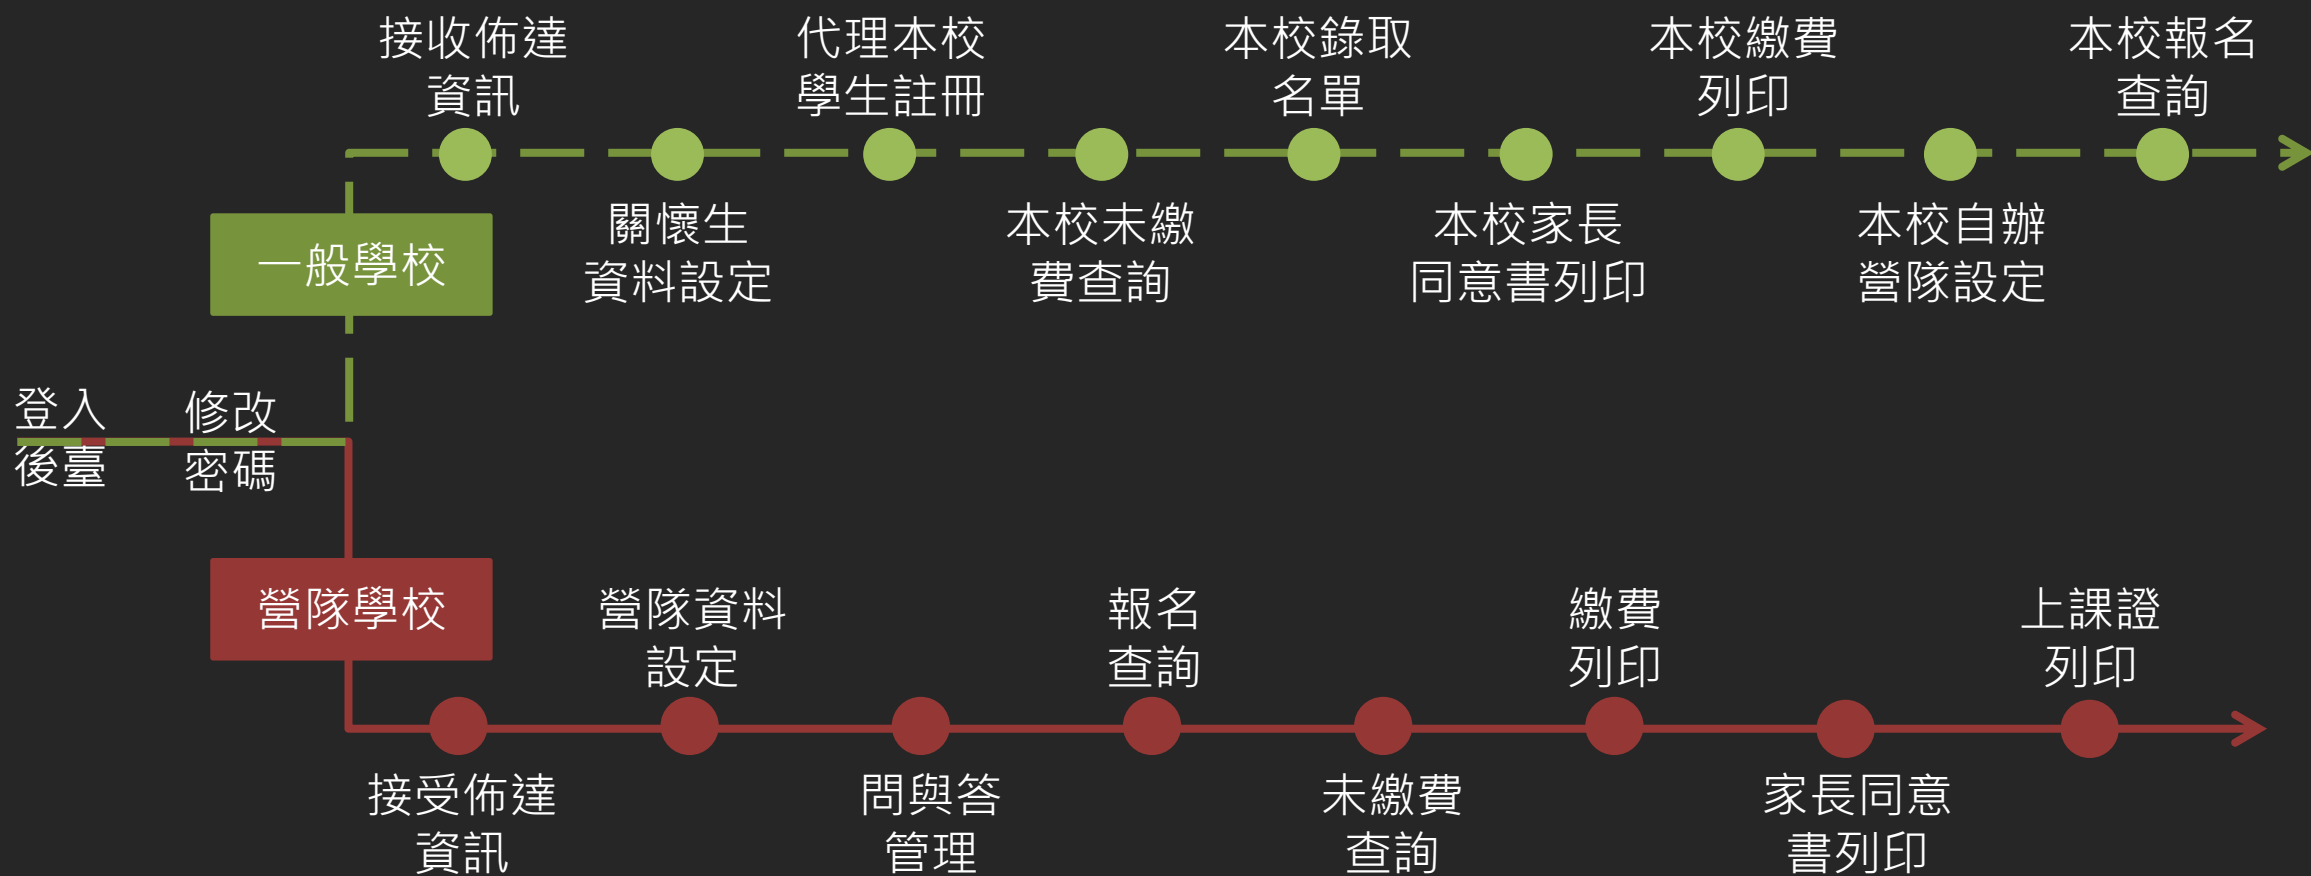 接收佈達
資訊
代理本校
學生註冊
本校錄取
名單
本校繳費
列印
本校報名
查詢
關懷生
資料設定
本校未繳
費查詢
本校家長
同意書列印
本校自辦
營隊設定
一般學校
登入
後臺
修改
密碼
營隊學校
營隊資料
設定
報名
查詢
繳費
列印
上課證
列印
接受佈達
資訊
問與答
管理
未繳費
查詢
家長同意
書列印